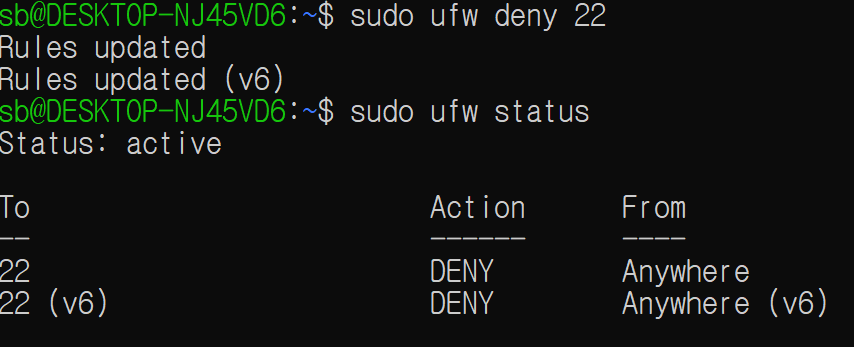 sb@DESKTOP-NJ45VD6:~$ sudo ufw deny 22
Rules updated
Rules updated (v6)
sb@DESKTOP-NJ45VD6:~$ sudo ufw status
Status: active
To                         Action      From
--                         ------      ----
22                         DENY        Anywhere
22 (v6)                    DENY        Anywhere (v6)